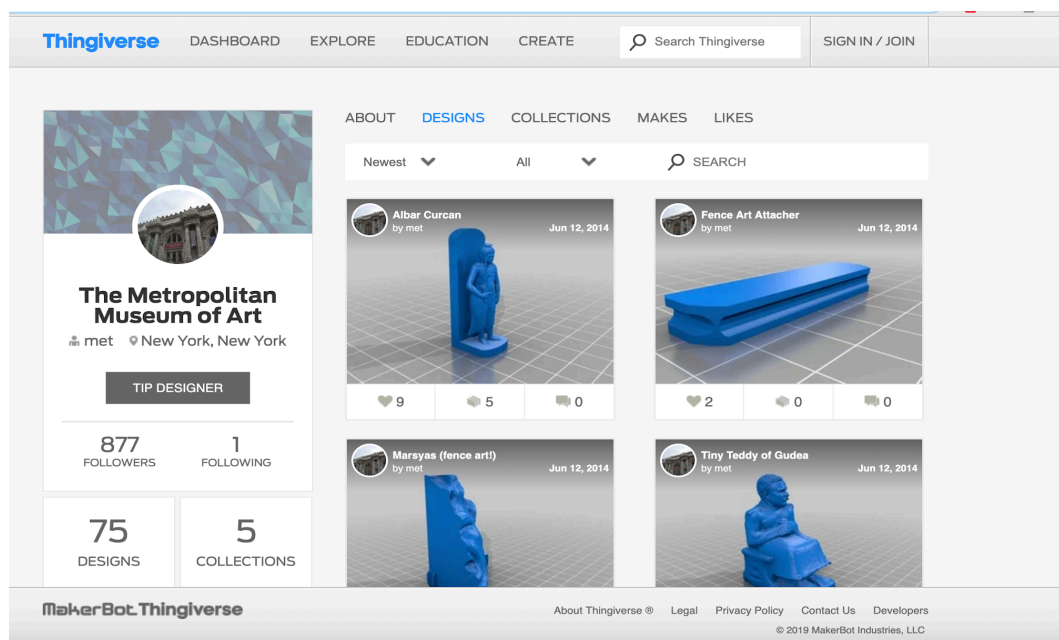 Thingiverse DASHBOARD EXPLORE EDUCATION CREATE Search Thingiverse SIGN IN / JOIN
The Metropolitan
Museum of Art
met New York, New York
TIP DESIGNER
877 1
FOLLOWERS FOLLOWING
75 5
DESIGNS COLLECTIONS
ABOUT DESIGNS COLLECTIONS MAKES LIKES
Newest All SEARCH
Albar Curcan
by met Jun 12, 2014
9 5 0
Fence Art Attacher
by met Jun 12, 2014
2 0 0
Marsyas (fence art!)
by met Jun 12, 2014
Tiny Teddy of Gudea
by met Jun 12, 2014
MakerBot Thingiverse
About Thingiverse ® Legal Privacy Policy Contact Us Developers
© 2019 MakerBot Industries, LLC